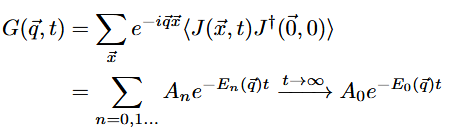 G(\vec{q}, t) = \sum_{\vec{x}} e^{-i\vec{q}\vec{x}} \langle J(\vec{x}, t) J^{\dagger}(\vec{0}, 0) \rangle
= \sum_{n=0,1...} A_n e^{-E_n(\vec{q})t} \xrightarrow{t \to \infty} A_0 e^{-E_0(\vec{q})t}